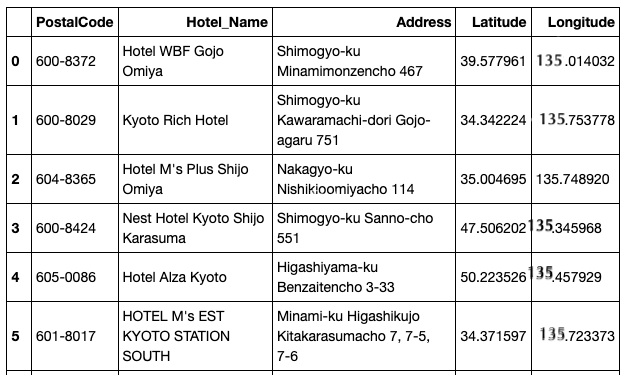 PostalCode Hotel_Name Address Latitude Longitude
0 600-8372 Hotel WBF Gojo Omiya Shimogyo-ku Minamimonzencho 467 39.577961 135.014032
1 600-8029 Kyoto Rich Hotel Shimogyo-ku Kawaramachi-dori Gojo-agaru 751 34.342224 135.753778
2 604-8365 Hotel M's Plus Shijo Omiya Nakagyo-ku Nishikioomiyacho 114 35.004695 135.748920
3 600-8424 Nest Hotel Kyoto Shijo Karasuma Shimogyo-ku Sanno-cho 551 47.506202 135.345968
4 605-0086 Hotel Alza Kyoto Higashiyama-ku Benzaitencho 3-33 50.223526 135.457929
5 601-8017 HOTEL M's EST KYOTO STATION SOUTH Minami-ku Higashikujo Kitakarasumacho 7, 7-5, 7-6 34.371597 135.723373